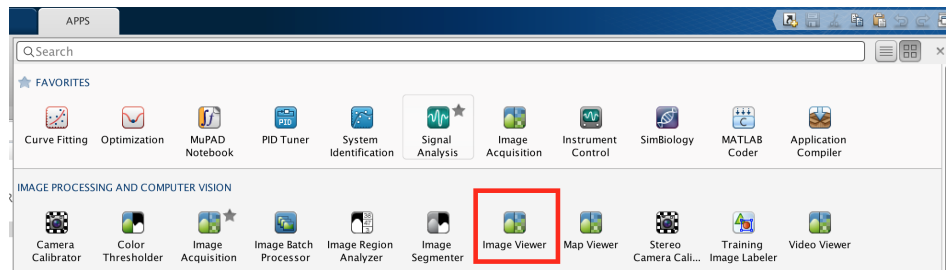 APPS
Search
FAVORITES
Curve Fitting
Optimization
MuPAD
Notebook
PID Tuner
System
Identification
Signal
Analysis
Image
Acquisition
Instrument
Control
SimBiology
MATLAB
Coder
Application
Compiler
IMAGE PROCESSING AND COMPUTER VISION
Camera
Calibrator
Color
Thresholder
Image
Acquisition
Image Batch
Processor
Image Region
Analyzer
Image
Segmenter
Image Viewer
Map Viewer
Stereo
Camera Cali...
Training
Image Labeler
Video Viewer